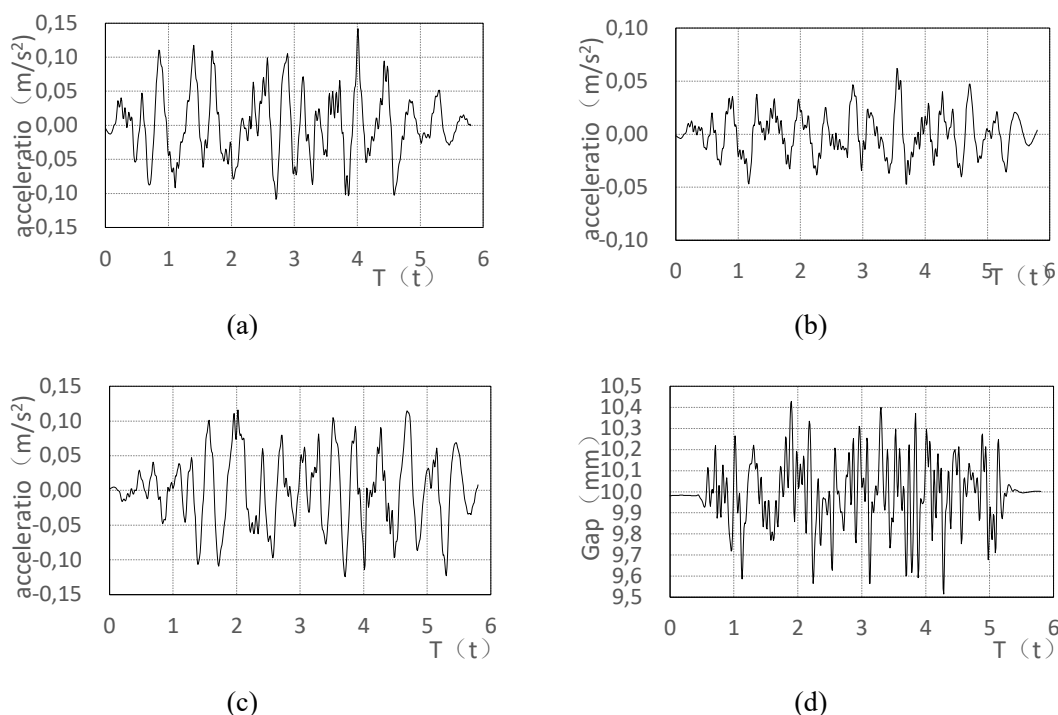 acceleratio（m/s²）
0,15
0,10
0,05
0,00
-0,05
-0,10
-0,15
0 1 2 3 4 5 6
T（t）
(a)
acceleratio（m/s²）
0,10
0,05
0,00
-0,05
-0,10
0 1 2 3 4 5 6
T（t）
(b)
acceleratio（m/s²）
0,15
0,10
0,05
0,00
-0,05
-0,10
-0,15
0 1 2 3 4 5 6
T（t）
(c)
Gap（mm）
10,5
10,4
10,3
10,2
10,1
10,0
9,9
9,8
9,7
9,6
9,5
0 1 2 3 4 5 6
T（t）
(d)